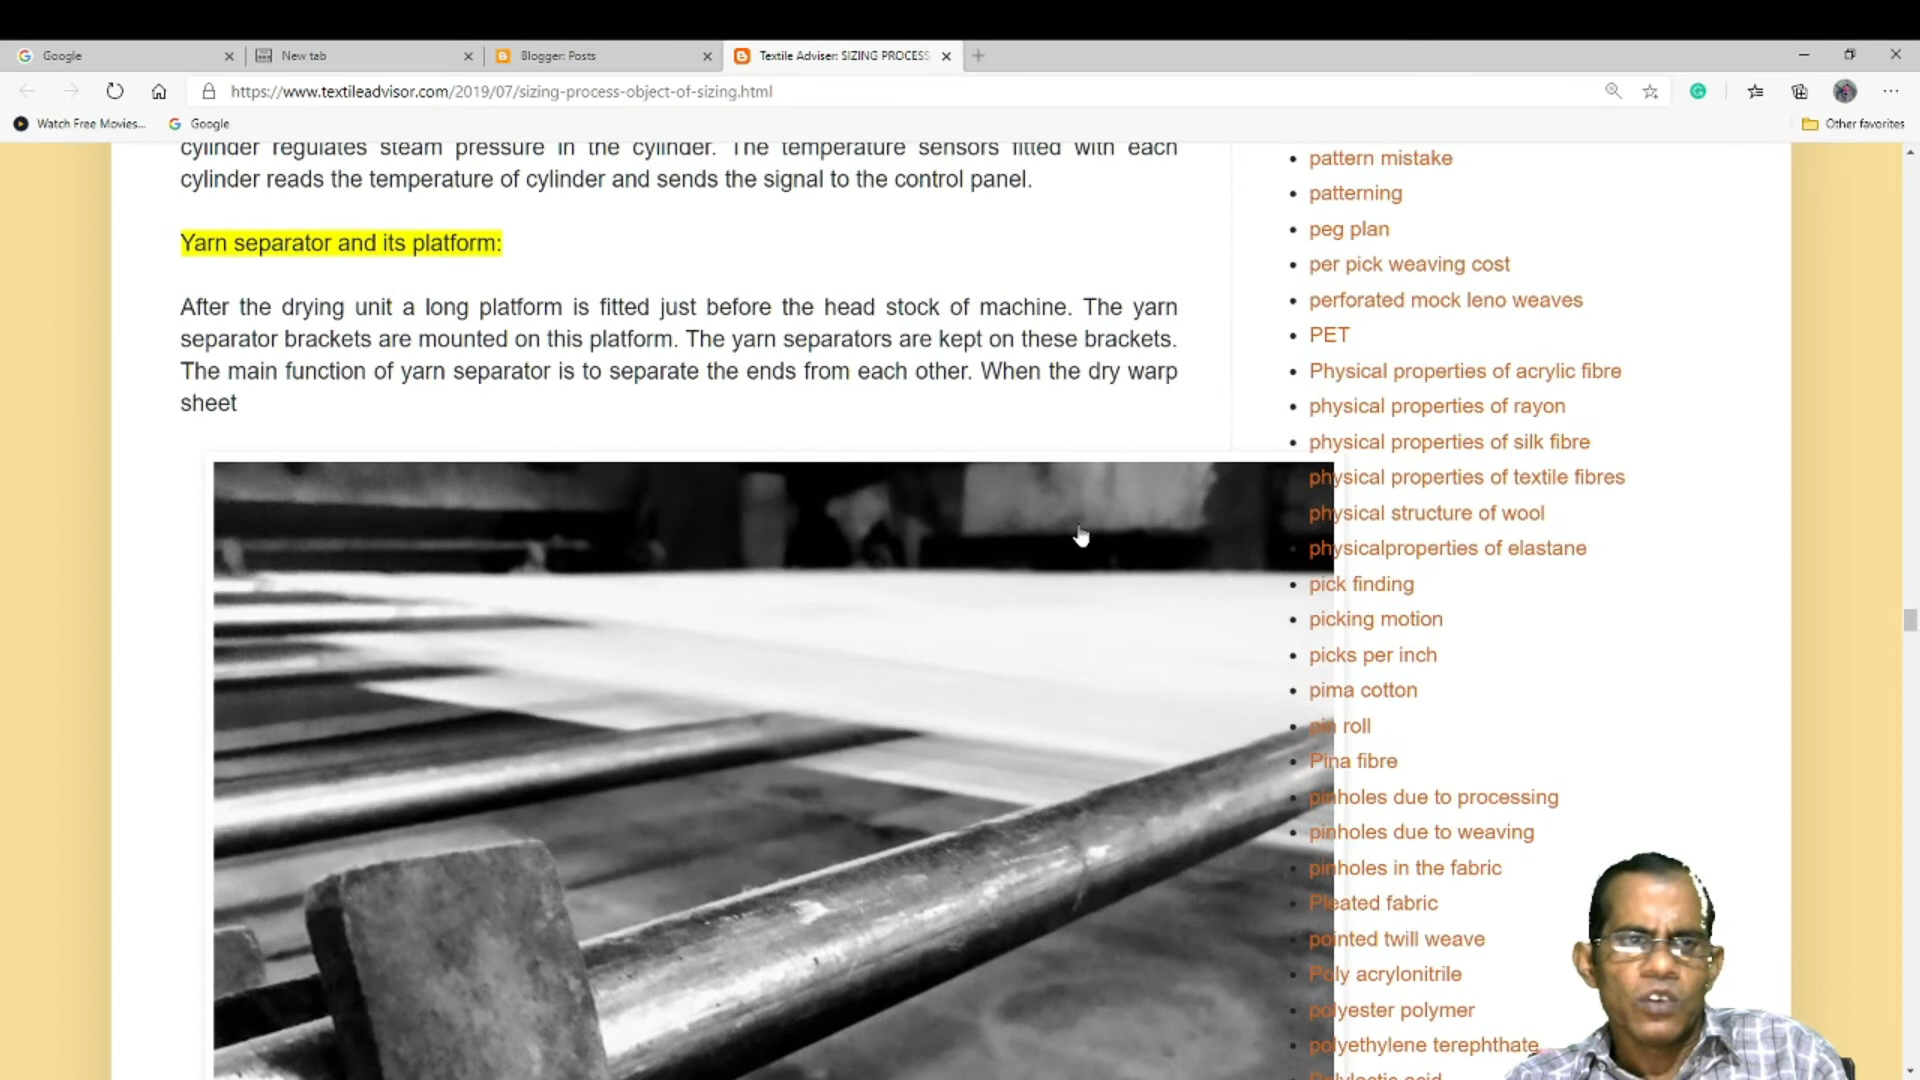 Google
New tab
Blogger: Posts
Textile Adviser: SIZING PROCESS
https://www.textileadvisor.com/2019/07/sizing-process-object-of-sizing.html
Watch Free Movies...
Google
Other favorites
cylinder regulates steam pressure in the cylinder. The temperature sensors fitted with each
cylinder reads the temperature of cylinder and sends the signal to the control panel.
Yarn separator and its platform:
After the drying unit a long platform is fitted just before the head stock of machine. The yarn
separator brackets are mounted on this platform. The yarn separators are kept on these brackets.
The main function of yarn separator is to separate the ends from each other. When the dry warp
sheet
pattern mistake
patterning
peg plan
per pick weaving cost
perforated mock leno weaves
PET
Physical properties of acrylic fibre
physical properties of rayon
physical properties of silk fibre
physical properties of textile fibres
physical structure of wool
physicalproperties of elastane
pick finding
picking motion
picks per inch
pima cotton
pin roll
Pina fibre
pinholes due to processing
pinholes due to weaving
pinholes in the fabric
Pleated fabric
pointed twill weave
Poly acrylonitrile
polyester polymer
polyethylene terephthate
Polylactic acid